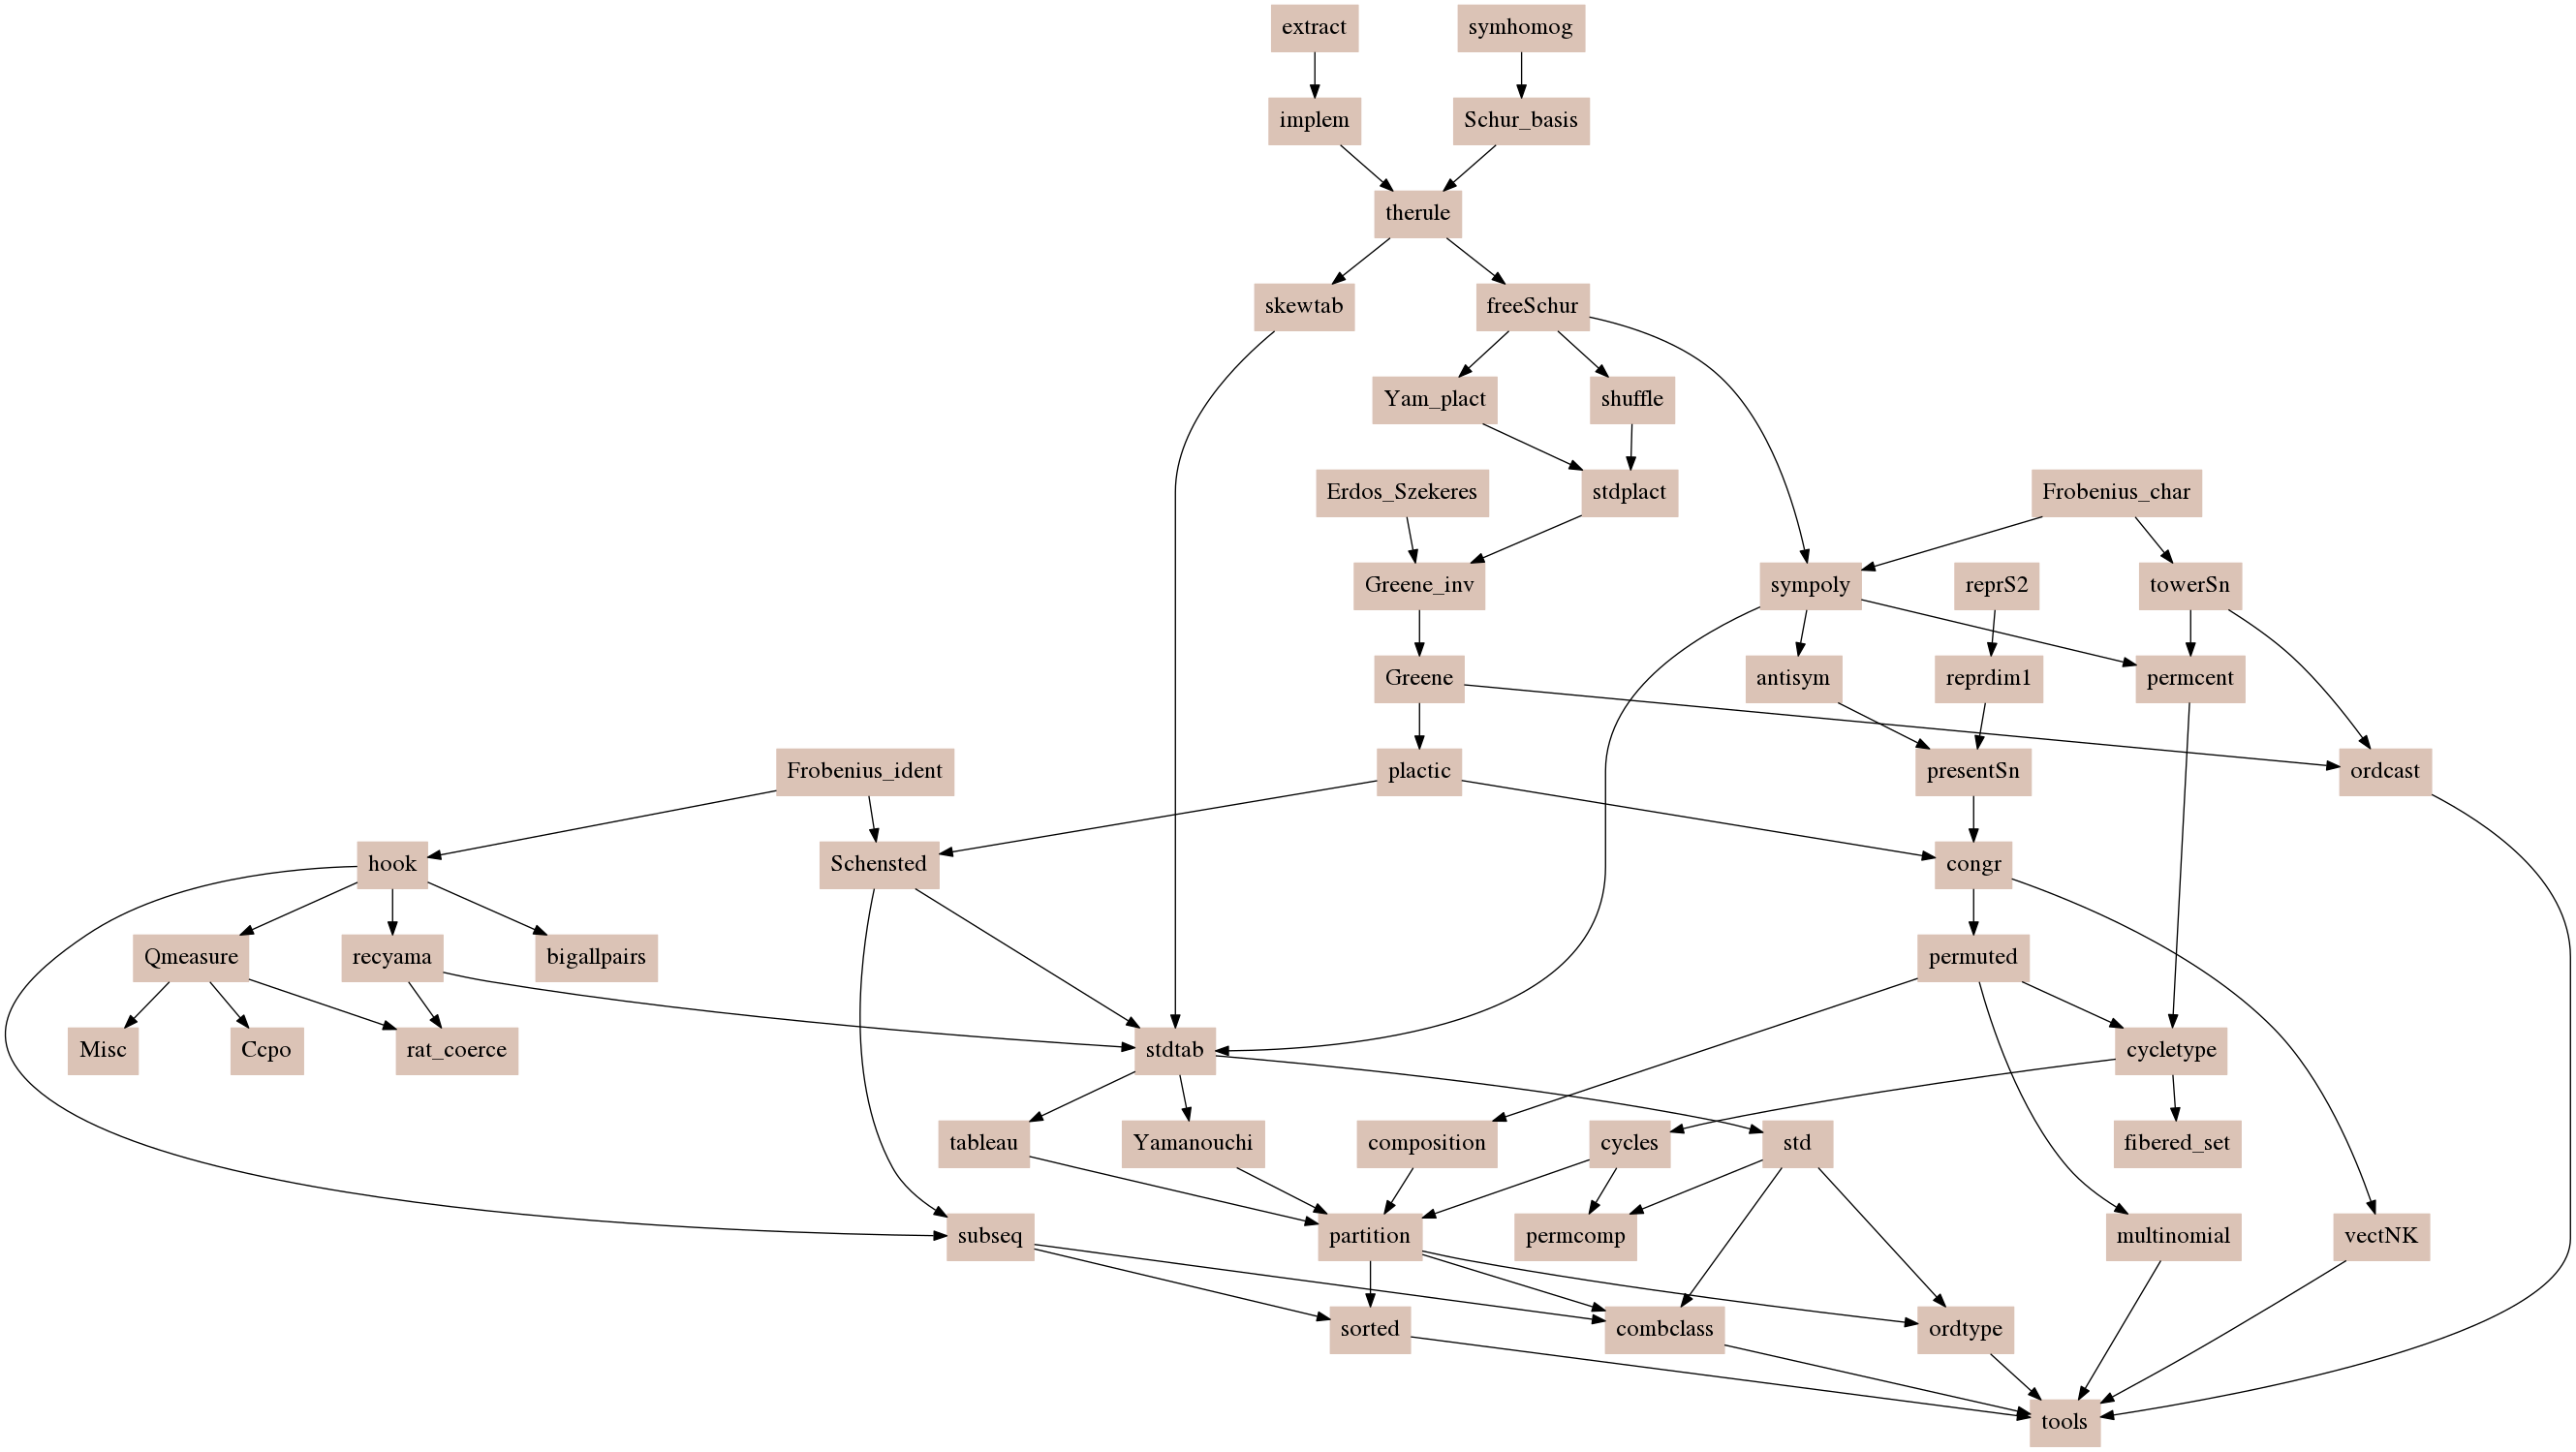 extract
symhomog
implem
Schur_basis
therule
skewtab
freeSchur
Yam_plact
shuffle
Erdos_Szekeres
stdplact
Frobenius_char
Greene_inv
sympoly
reprS2
towerSn
Greene
antisym
reprdim1
permcent
Frobenius_ident
plactic
presentSn
ordcast
hook
Schensted
congr
Qmeasure
recyama
bigallpairs
permuted
Misc
Ccpo
rat_coerce
stdtab
cycletype
tableau
Yamanouchi
composition
cycles
std
fibered_set
subseq
partition
permcomp
multinomial
vectNK
sorted
combclass
ordtype
tools